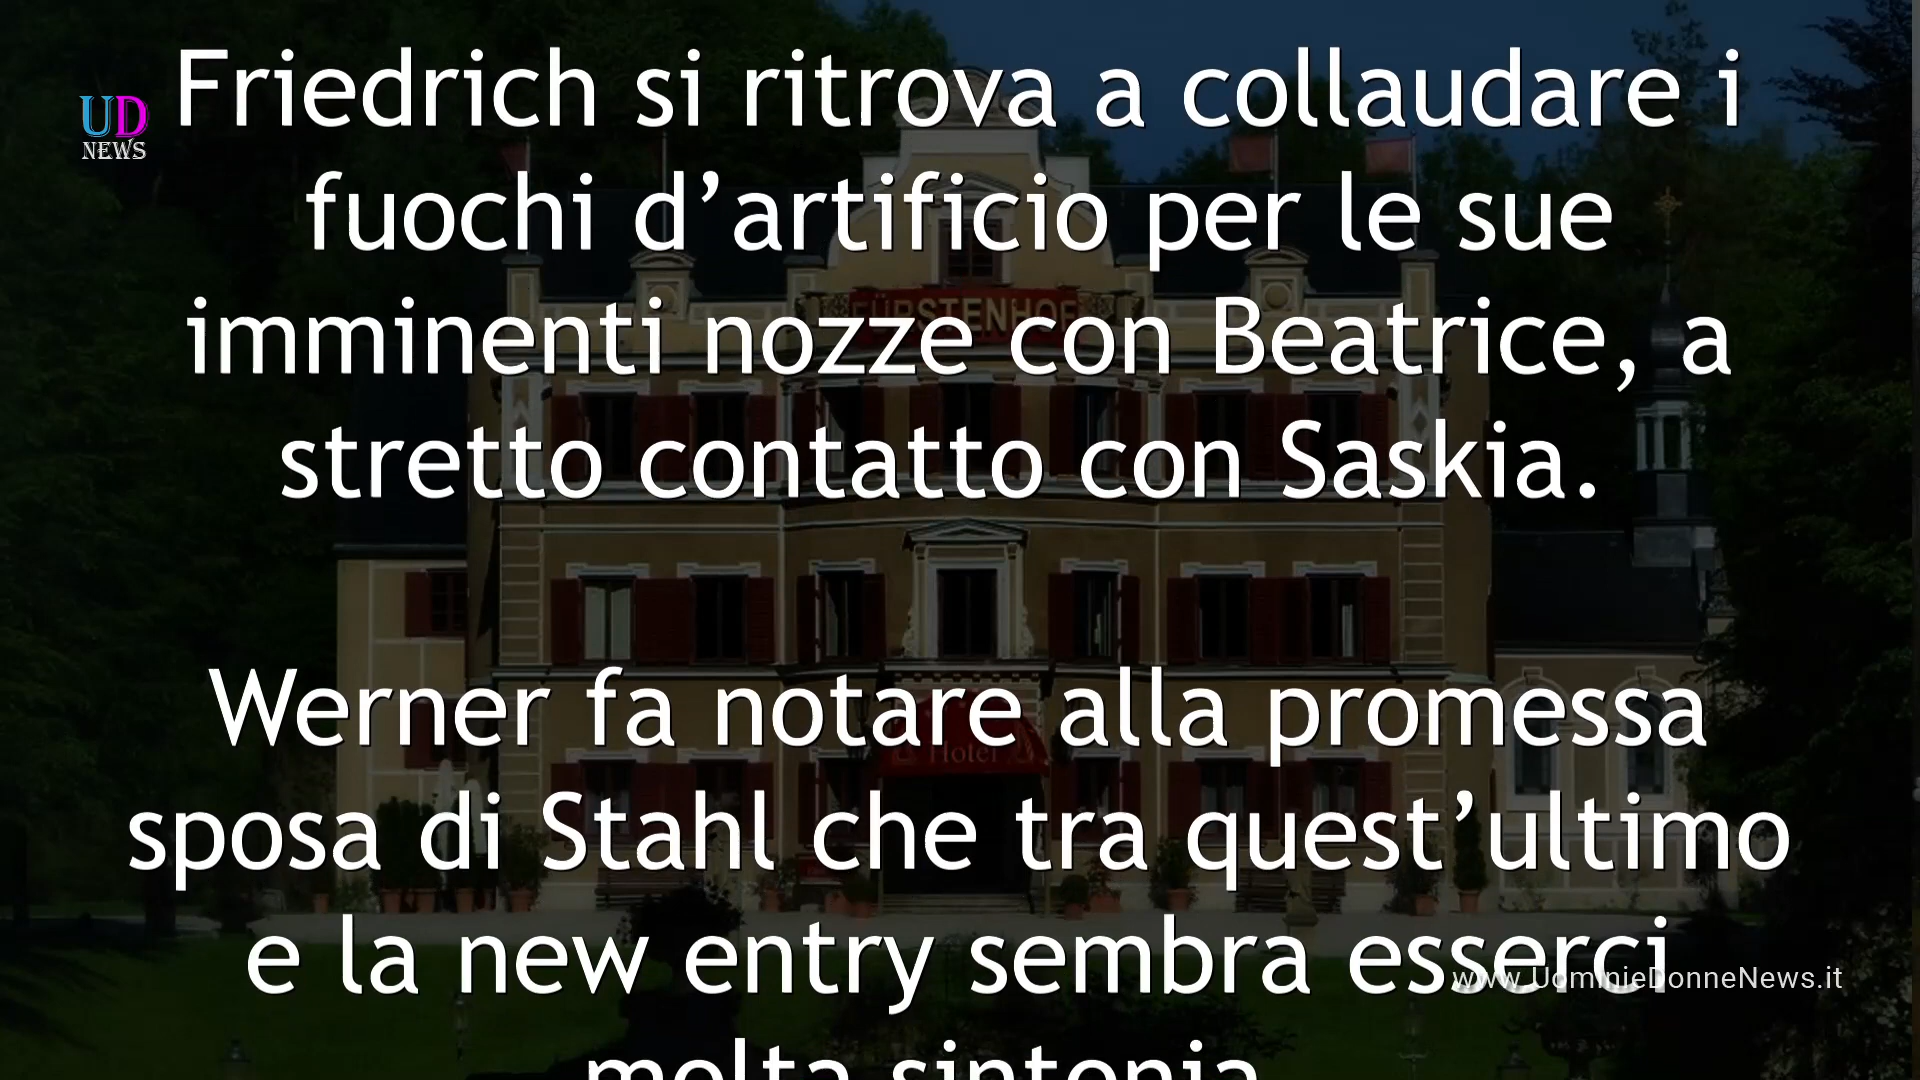 Friedrich si ritrova a collaudare i
UD
NEWS
fuochi d’artificio per le sue
FÜRSTENHOF
imminenti nozze con Beatrice, a
stretto contatto con Saskia.
Werner fa notare alla promessa
Hotel
sposa di Stahl che tra quest’ultimo
e la new entry sembra esserci
www.UominieDonneNews.it
molta sintonia